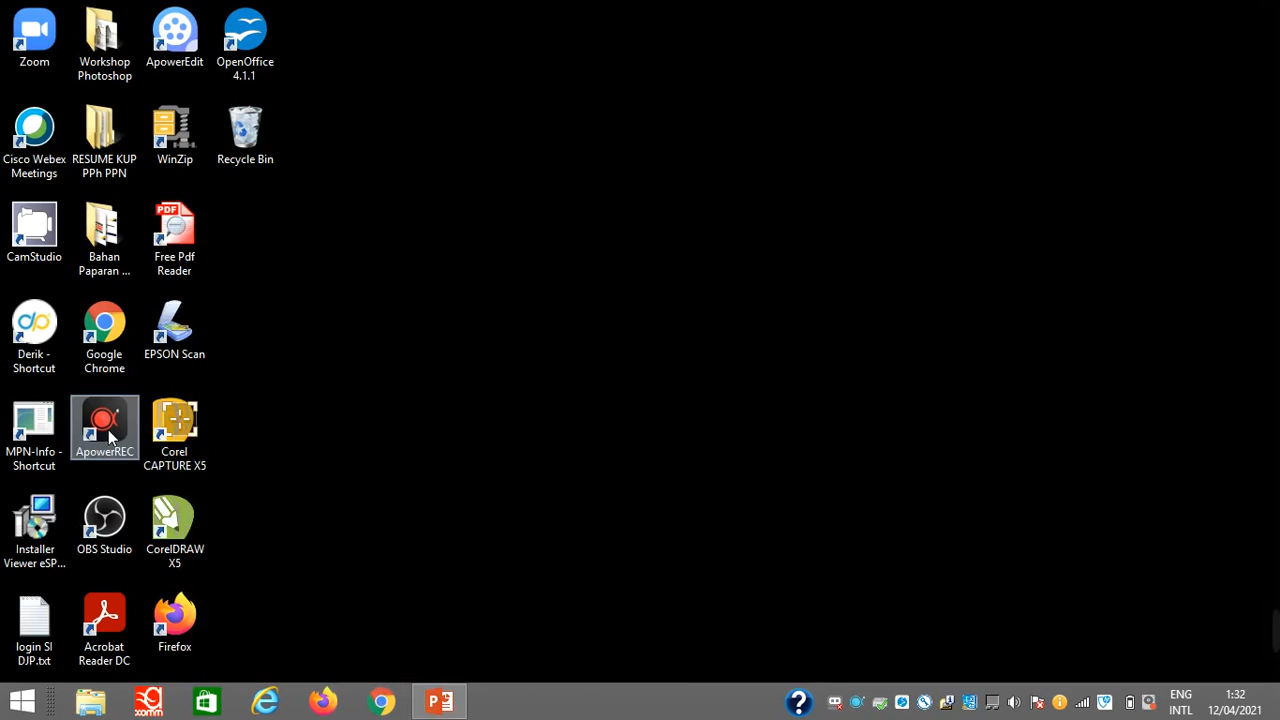 Zoom
Workshop
Photoshop
ApowerEdit
OpenOffice
4.1.1
Cisco Webex
Meetings
RESUME KUP
PPh PPN
WinZip
Recycle Bin
CamStudio
Bahan
Paparan ...
PDF
Free Pdf
Reader
dp
Derik -
Shortcut
Google
Chrome
EPSON Scan
MPN-Info -
Shortcut
ApowerREC
Corel
CAPTURE X5
Installer
Viewer eSP...
OBS Studio
CorelDRAW
X5
login SI
DJP.txt
Acrobat
Reader DC
Firefox
comm
P
?
ENG
INTL
1:32
12/04/2021